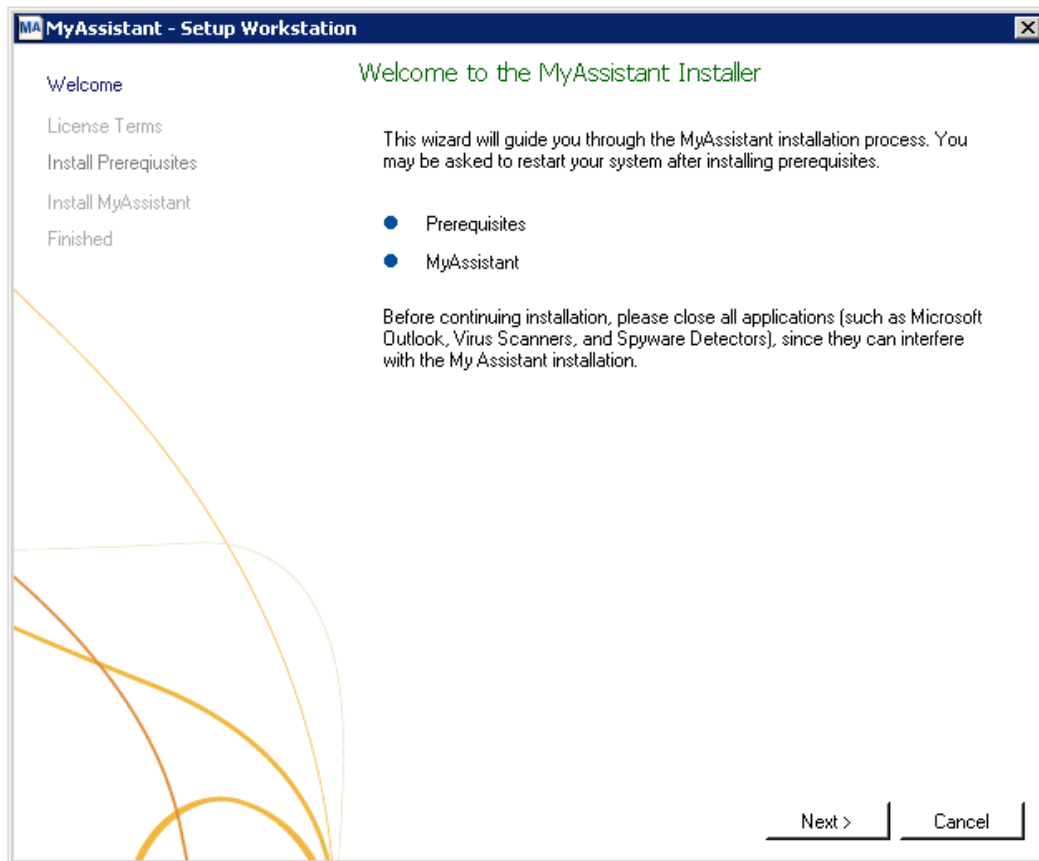 MA MyAssistant - Setup Workstation
Welcome
License Terms
Install Prereqiusites
Install MyAssistant
Finished
Welcome to the MyAssistant Installer
This wizard will guide you through the MyAssistant installation process. You
may be asked to restart your system after installing prerequisites.
Prerequisites
MyAssistant
Before continuing installation, please close all applications (such as Microsoft
Outlook, Virus Scanners, and Spyware Detectors), since they can interfere
with the My Assistant installation.
Next >
Cancel